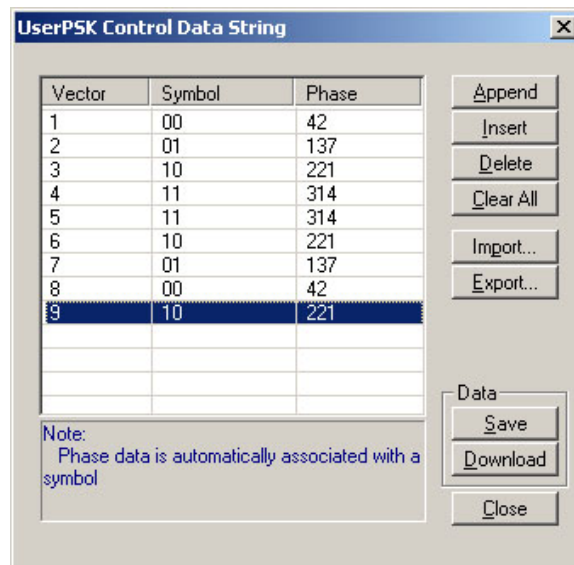 UserPSK Control Data String
Vector Symbol Phase
1 00 42
2 01 137
3 10 221
4 11 314
5 11 314
6 10 221
7 01 137
8 00 42
9 10 221
Note:
Phase data is automatically associated with a
symbol
Append
Insert
Delete
Clear All
Import...
Export...
Data
Save
Download
Close